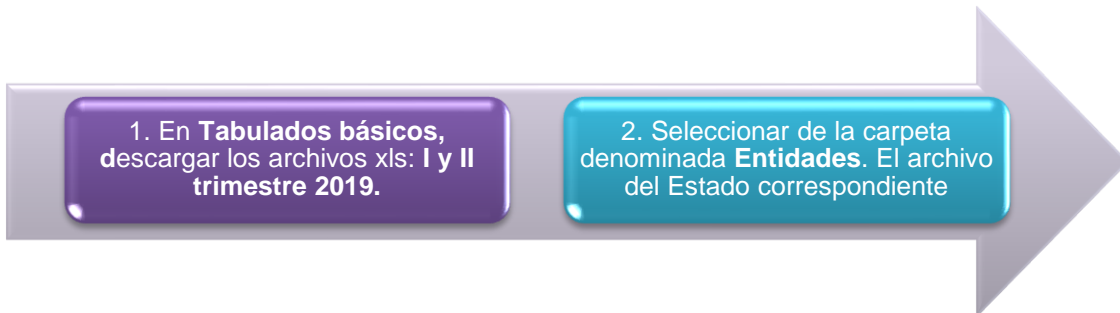 1. En Tabulados básicos,
descargar los archivos xls: I y II
trimestre 2019.
2. Seleccionar de la carpeta
denominada Entidades. El archivo
del Estado correspondiente